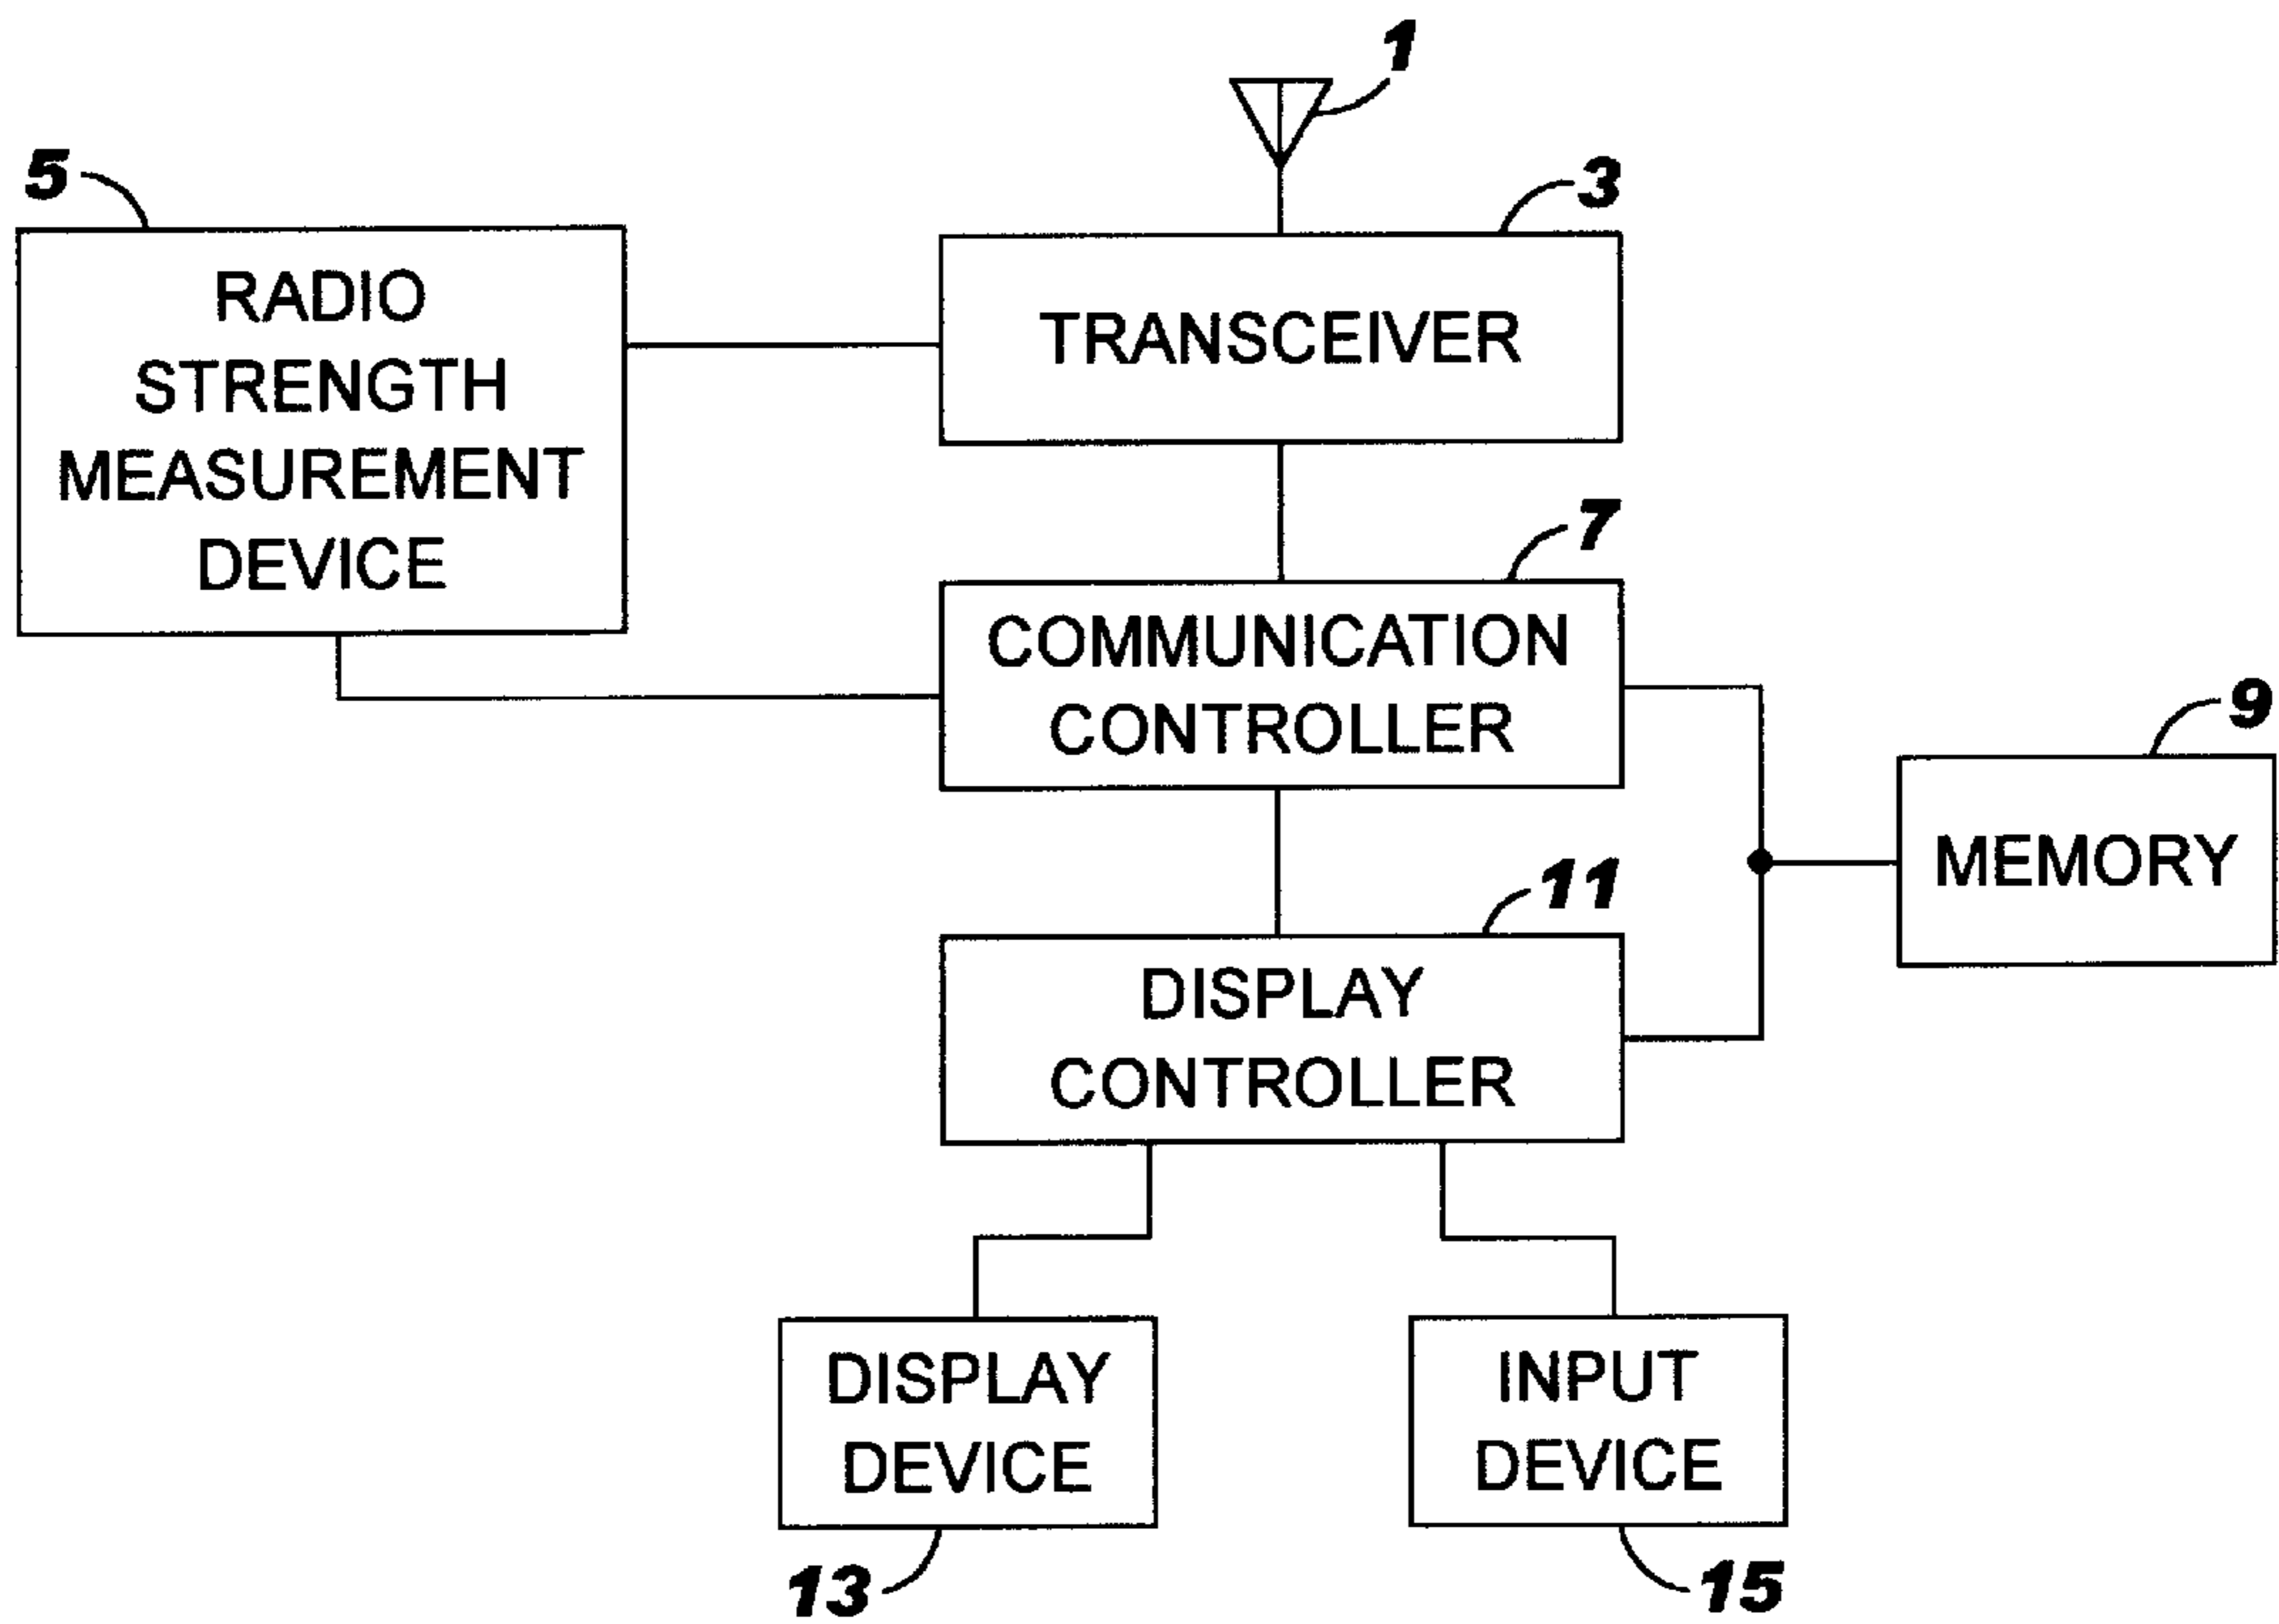 1
5
3
RADIO
STRENGTH
MEASUREMENT
DEVICE
TRANSCEIVER
7
COMMUNICATION
CONTROLLER
9
MEMORY
11
DISPLAY
CONTROLLER
DISPLAY
DEVICE
INPUT
DEVICE
13
15